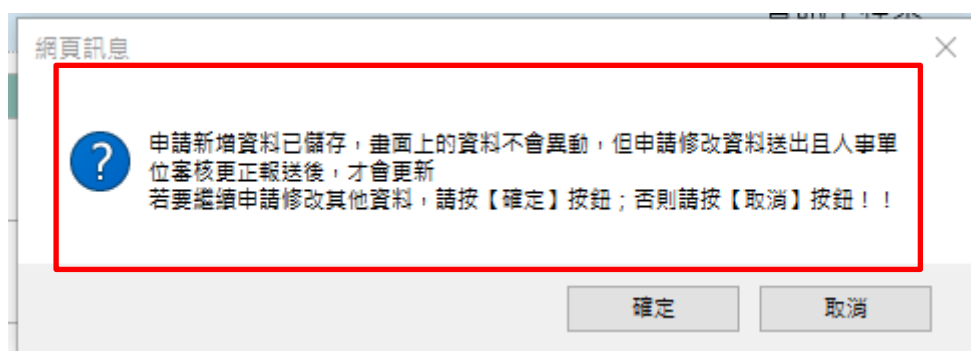 網頁訊息
申請新增資料已儲存，畫面上的資料不會異動，但申請修改資料送出且人事單
位審核更正報送後，才會更新
若要繼續申請修改其他資料，請按【確定】按鈕；否則請按【取消】按鈕！！
確定
取消